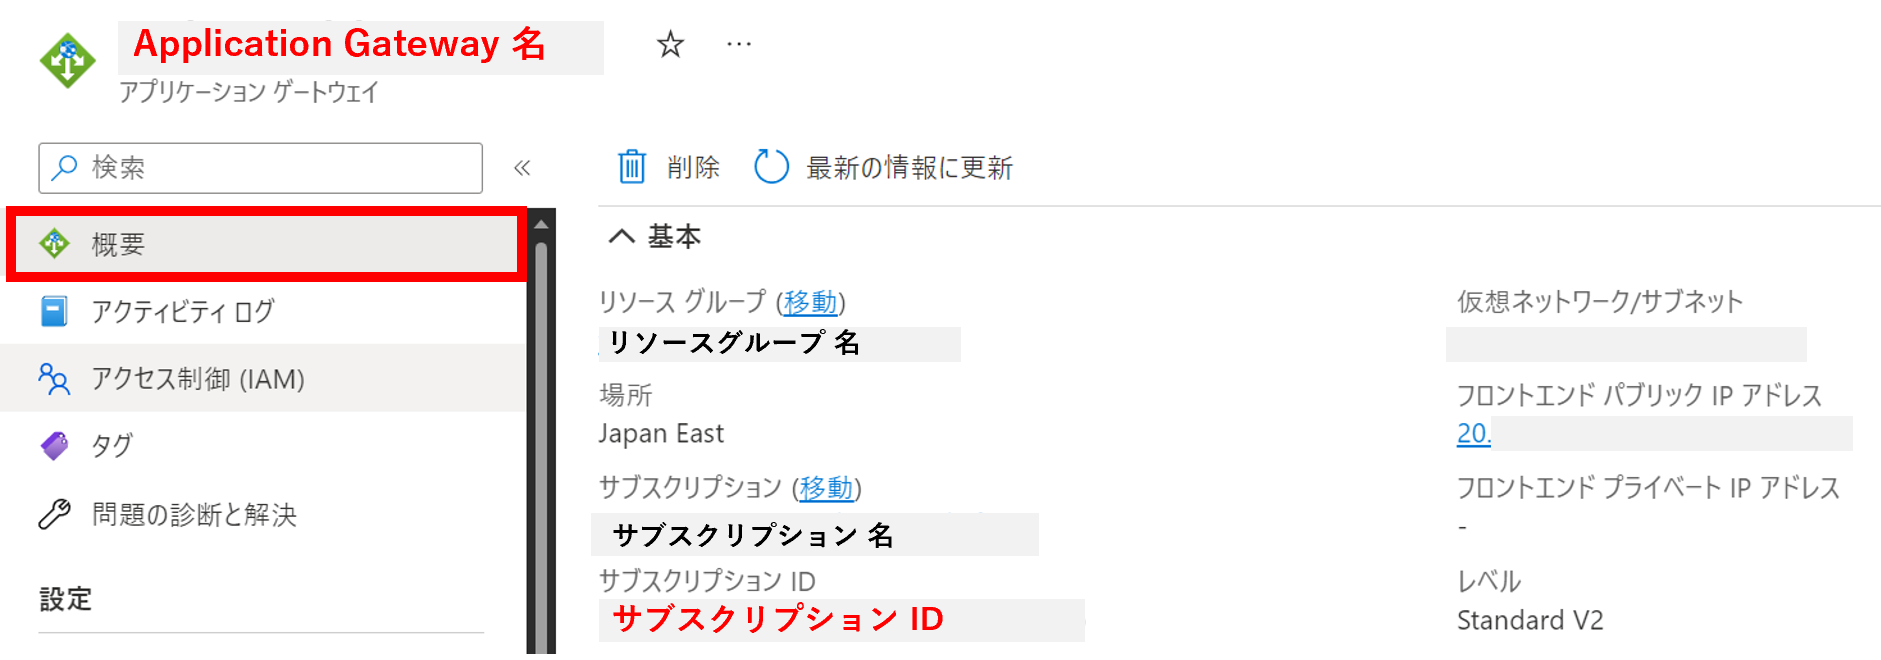 Application Gateway 名
アプリケーション ゲートウェイ
検索
概要
アクティビティ ログ
アクセス制御 (IAM)
タグ
問題の診断と解決
設定
削除 最新の情報に更新
基本
リソース グループ (移動)
リソースグループ 名
場所
Japan East
サブスクリプション (移動)
サブスクリプション 名
サブスクリプション ID
サブスクリプション ID
仮想ネットワーク/サブネット
フロントエンド パブリック IP アドレス
20.
フロントエンド プライベート IP アドレス
-
レベル
Standard V2